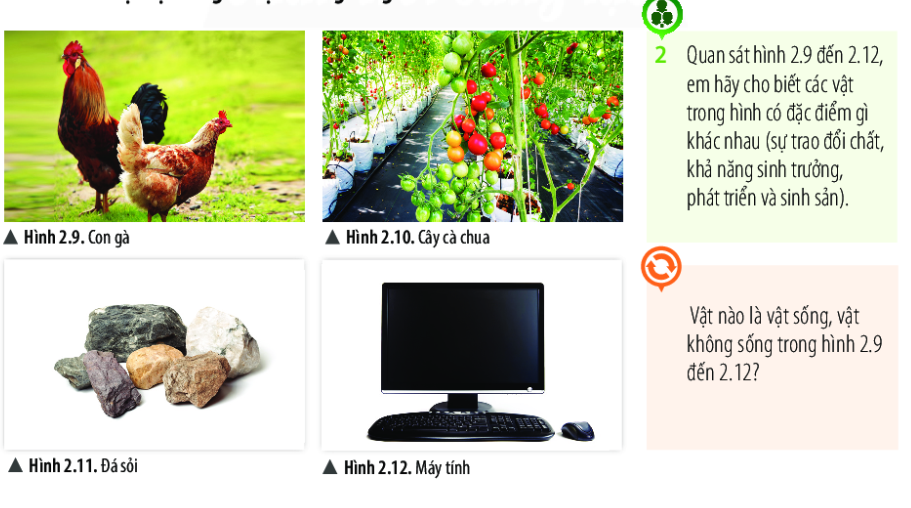 2 Quan sát hình 2.9 đến 2.12,
em hãy cho biết các vật
trong hình có đặc điểm gì
khác nhau (sự trao đổi chất,
khả năng sinh trưởng,
phát triển và sinh sản).
▲ Hình 2.9. Con gà
▲ Hình 2.10. Cây cà chua
Vật nào là vật sống, vật
không sống trong hình 2.9
đến 2.12?
▲ Hình 2.11. Đá sỏi
▲ Hình 2.12. Máy tính